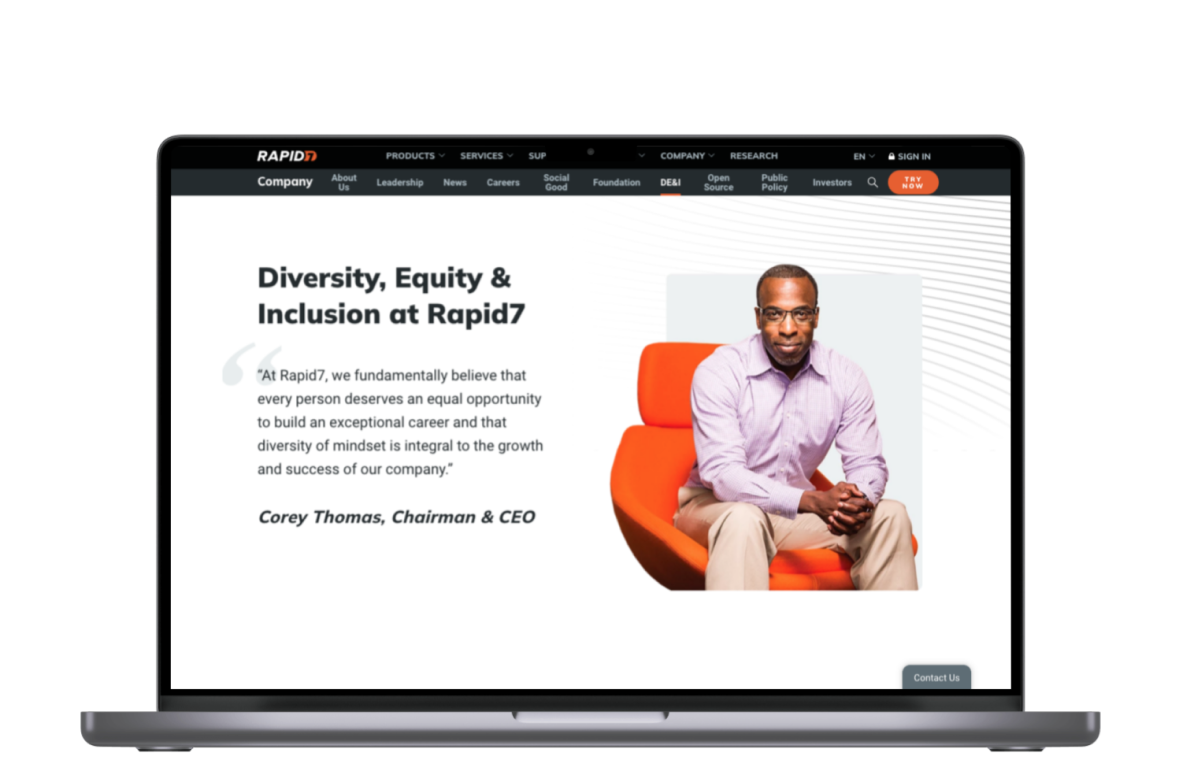 RAPID7 PRODUCTS SERVICES SUP COMPANY RESEARCH EN SIGN IN
Company About Us Leadership News Careers Social Good Foundation DE&I Open Source Public Policy Investors TRY NOW
Diversity, Equity &
Inclusion at Rapid7
“At Rapid7, we fundamentally believe that
every person deserves an equal opportunity
to build an exceptional career and that
diversity of mindset is integral to the growth
and success of our company.”
Corey Thomas, Chairman & CEO
Contact Us